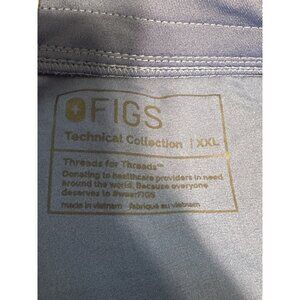 FIGS
Technical Collection | XXL
Threads for Threads™
Donating to healthcare providers in need
around the world. Because everyone
deserves to #wearFIGS
made in vietnam fabriqué au vietnam